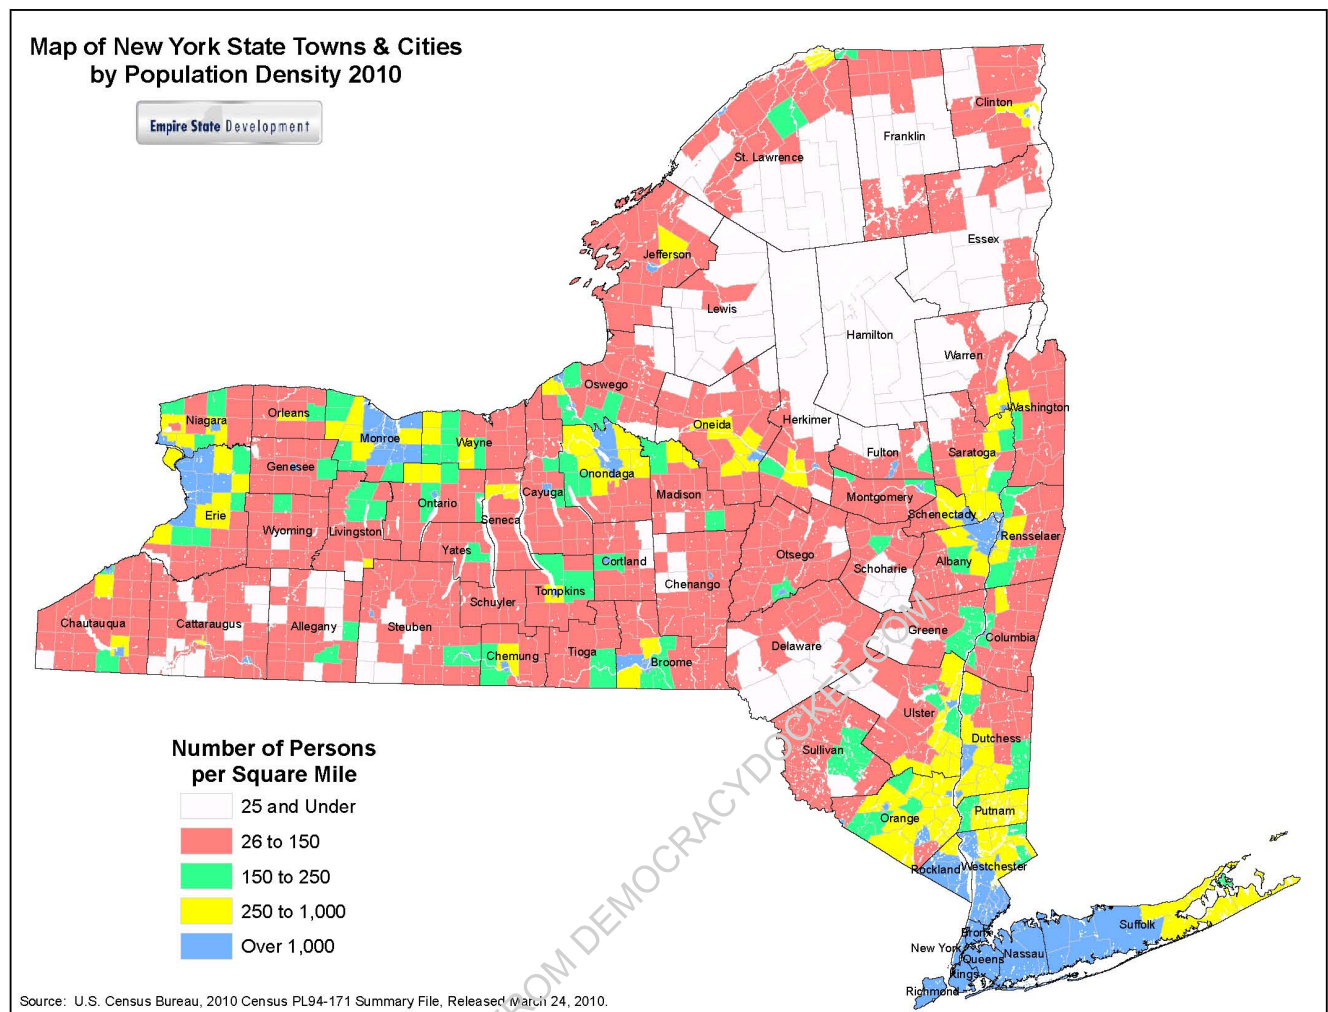 Map of New York State Towns & Cities
by Population Density 2010
Empire State Development
Clinton
Franklin
St. Lawrence
Essex
Jefferson
Lewis
Hamilton
Warren
Oswego
Washington
Herkimer
Oneida
Niagara
Orleans
Monroe
Wayne
Fulton
Saratoga
Genesee
Onondaga
Cayuga
Madison
Montgomery
Ontario
Erie
Seneca
Schenectady
Wyoming
Livingston
Rensselaer
Yates
Otsego
Cortland
Albany
Schoharie
Chenango
Tompkins
Schuyler
Chautauqua
Cattaraugus
Allegany
Steuben
Greene
Columbia
Delaware
Tioga
Chemung
Broome
Ulster
Dutchess
Sullivan
Putnam
Orange
Rockland
Westchester
Suffolk
Bronx
New York
Nassau
Queens
Kings
Richmond
Number of Persons
per Square Mile
25 and Under
26 to 150
150 to 250
250 to 1,000
Over 1,000
Source: U.S. Census Bureau, 2010 Census PL94-171 Summary File, Released March 24, 2010.
FROM DEMOCRACYDOCKET.COM